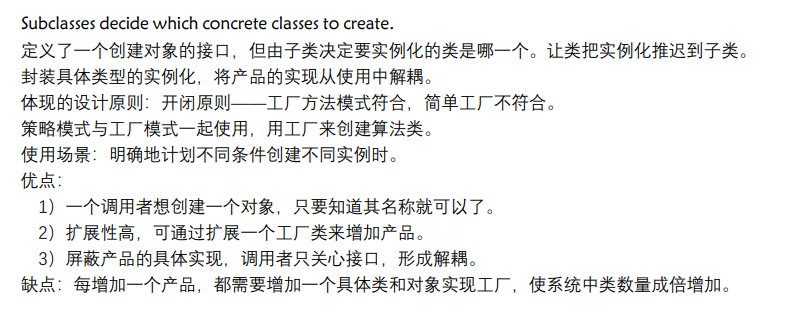 Subclasses decide which concrete classes to create.
定义了一个创建对象的接口，但由子类决定要实例化的类是哪一个。让类把实例化推迟到子类。
封装具体类型的实例化，将产品的实现从使用中解耦。
体现的设计原则：开闭原则——工厂方法模式符合，简单工厂不符合。
策略模式与工厂模式一起使用，用工厂来创建算法类。
使用场景：明确地计划不同条件创建不同实例时。
优点：
1）一个调用者想创建一个对象，只要知道其名称就可以了。
2）扩展性高，可通过扩展一个工厂类来增加产品。
3）屏蔽产品的具体实现，调用者只关心接口，形成解耦。
缺点：每增加一个产品，都需要增加一个具体类和对象实现工厂，使系统中类数量成倍增加。